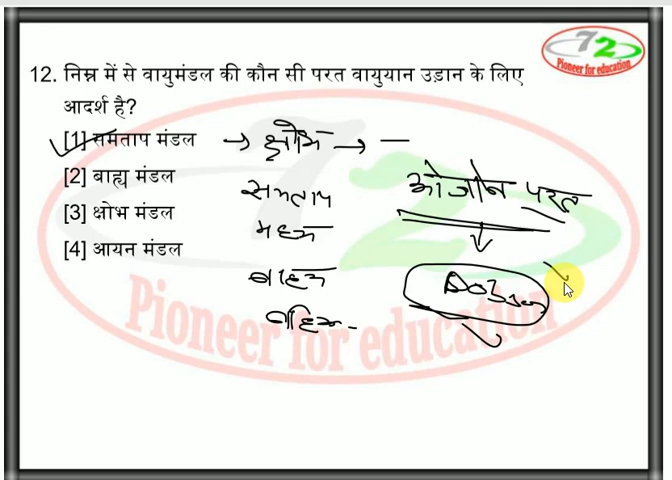 72
Pioneer for education
12. निम्न में से वायुमंडल की कौन सी परत वायुयान उड़ान के लिए
आदर्श है?
[1] समताप मंडल → क्षोभ → —
[2] बाह्य मंडल
[3] क्षोभ मंडल
[4] आयन मंडल
समताप
मध्य
बाह्य
ओजोन परत
Pioneer for education